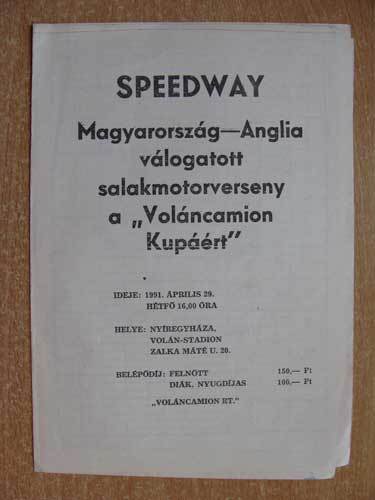 SPEEDWAY
Magyarország—Anglia
válogatott
salakmotorverseny
a „Voláncamion
Kupáért”
IDEJE: 1991. ÁPRILIS 29.
HÉTFŐ 16,00 ÓRA
HELYE: NYÍREGYHÁZA,
VOLÁN-STADION
ZALKA MÁTÉ U. 20.
BELÉPŐDÍJ: FELNŐTT 150,— Ft
DIÁK, NYUGDÍJAS 100,— Ft
„VOLÁNCAMION RT.”